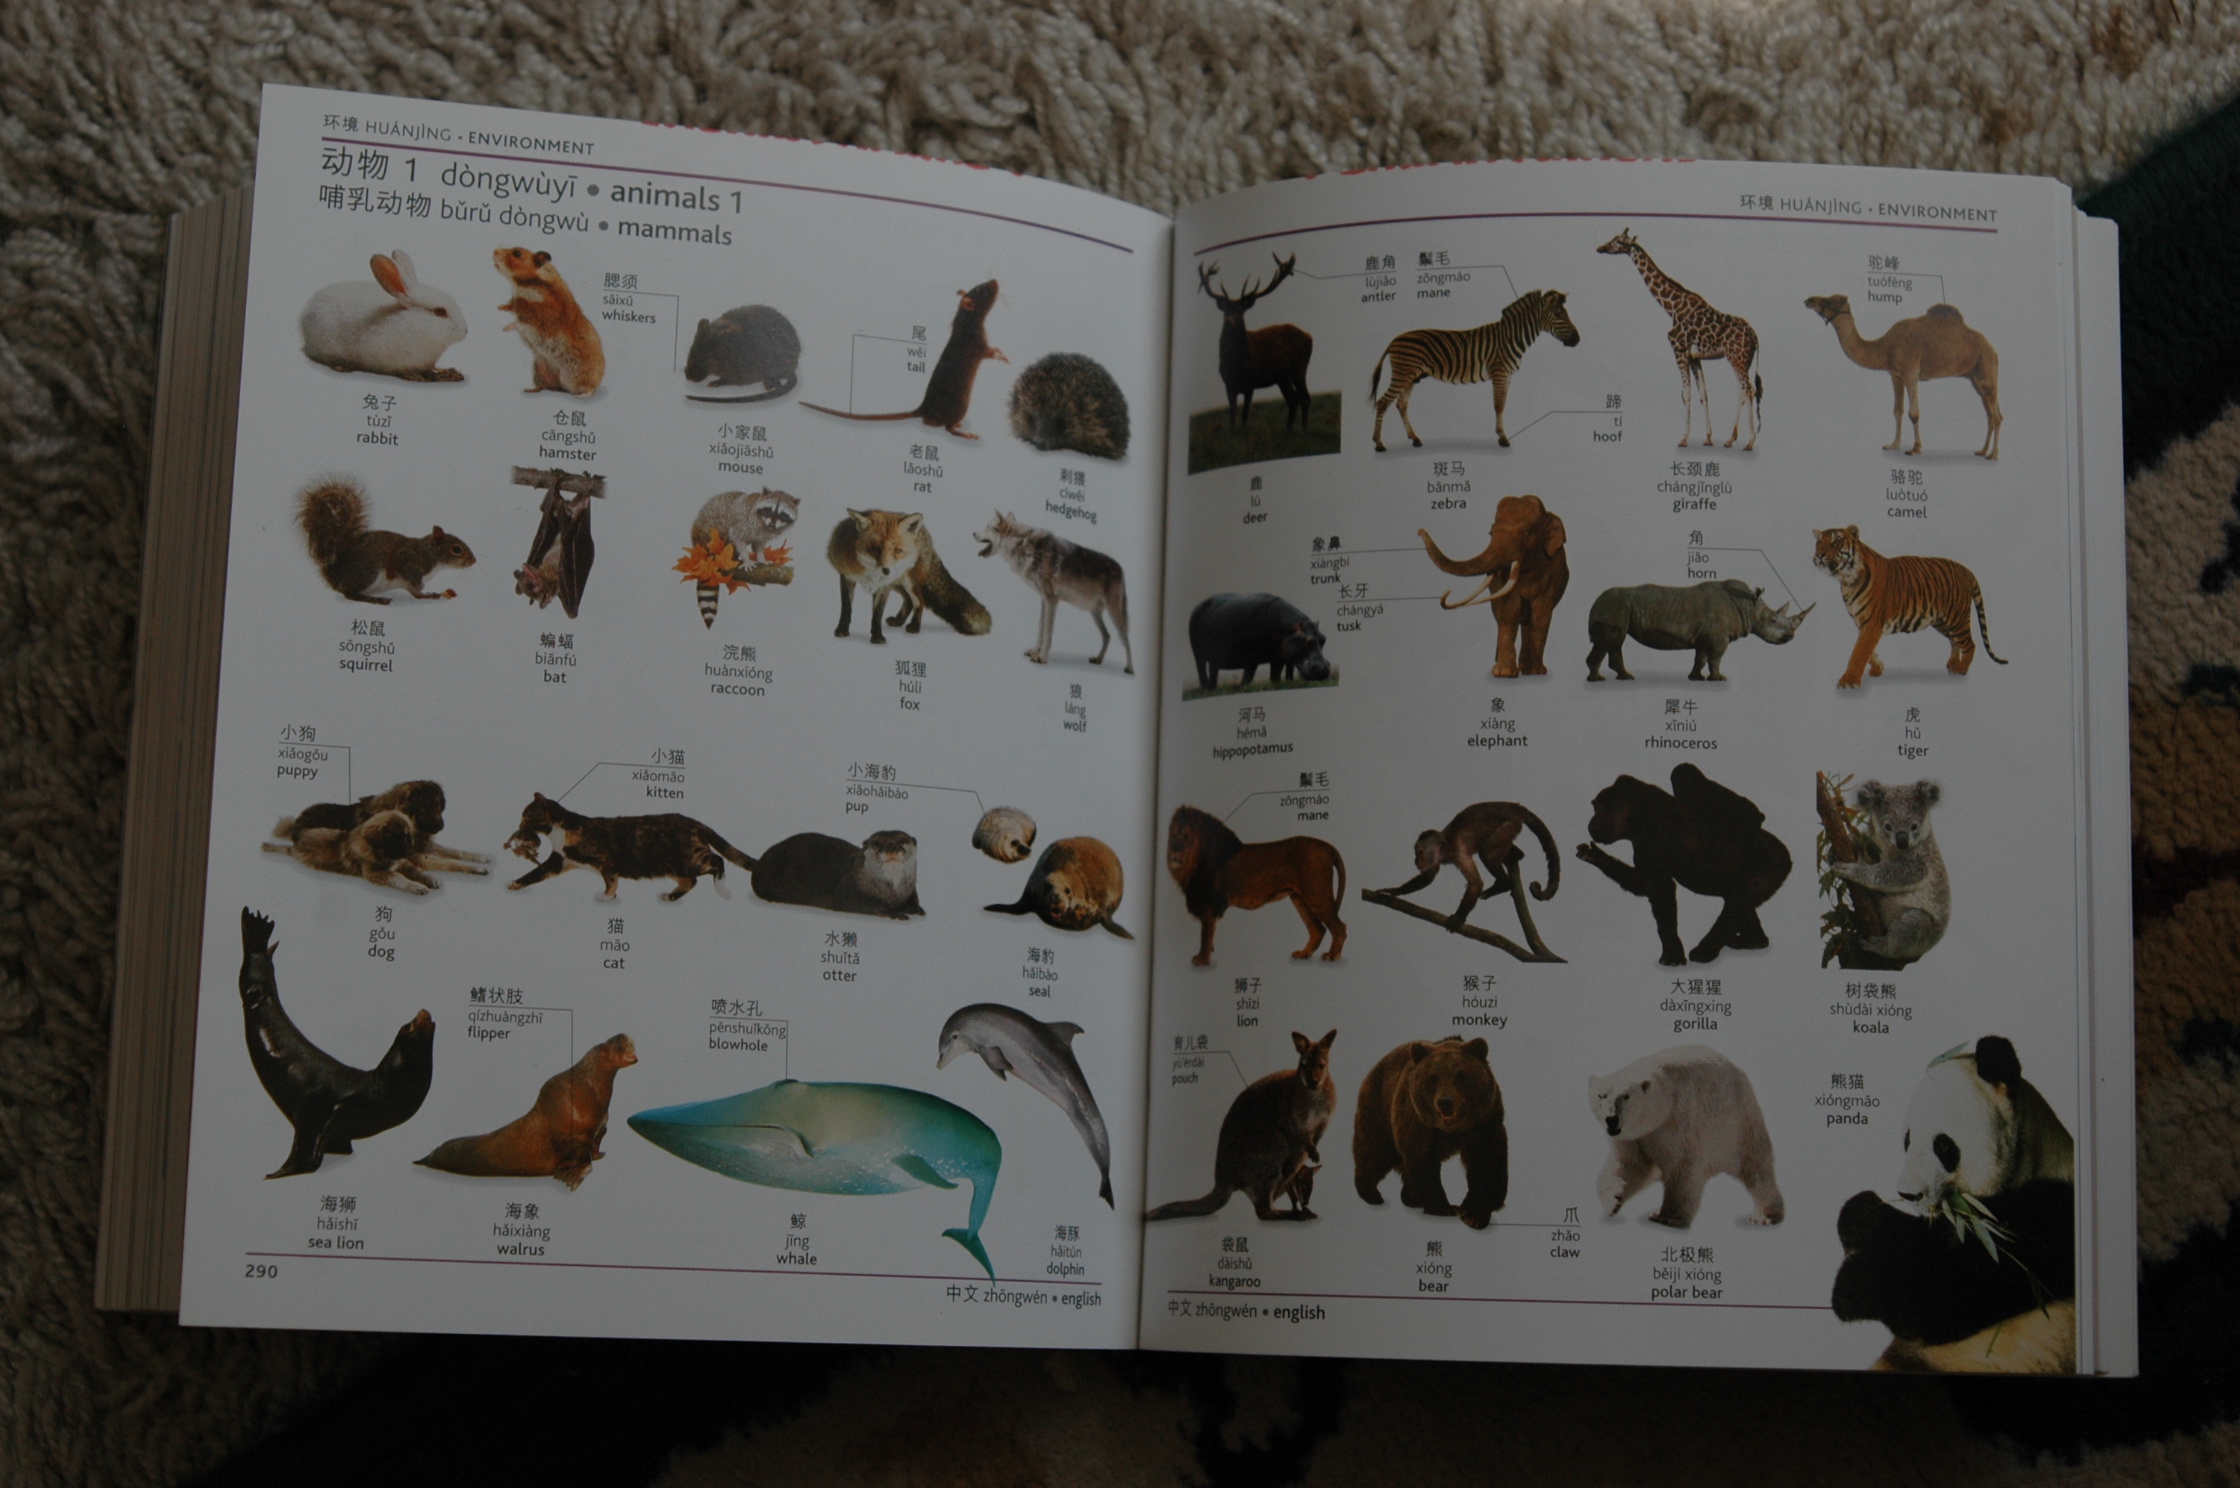 环境 HUÁNJÌNG • ENVIRONMENT
动物 1 dòngwùyī • animals 1
哺乳动物 bǔrǔ dòngwù • mammals
兔子
tùzǐ
rabbit
仓鼠
cāngshǔ
hamster
腮须
sāixū
whiskers
小家鼠
xiǎojiāshǔ
mouse
尾
wěi
tail
老鼠
lǎoshǔ
rat
刺猬
cìwèi
hedgehog
松鼠
sōngshǔ
squirrel
蝙蝠
biānfú
bat
浣熊
huànxióng
raccoon
狐狸
húli
fox
狼
láng
wolf
小狗
xiǎogǒu
puppy
狗
gǒu
dog
小猫
xiǎomāo
kitten
猫
māo
cat
水獭
shuǐtǎ
otter
小海豹
xiǎohǎibào
pup
海豹
hǎibào
seal
海狮
hǎishī
sea lion
鳍状肢
qízhuàngzhī
flipper
海象
hǎixiàng
walrus
喷水孔
pēnshuǐkǒng
blowhole
鲸
jīng
whale
海豚
hǎitún
dolphin
290
中文 zhōngwén • english
环境 HUÁNJÌNG • ENVIRONMENT
鹿角
lùjiǎo
antler
鹿
lù
deer
鬃毛
zōngmáo
mane
斑马
bānmǎ
zebra
蹄
tí
hoof
长颈鹿
chángjǐnglù
giraffe
驼峰
tuófēng
hump
骆驼
luòtuó
camel
河马
hémǎ
hippopotamus
象鼻
xiàngbí
trunk
长牙
chángyá
tusk
象
xiàng
elephant
角
jiǎo
horn
犀牛
xīniú
rhinoceros
虎
hǔ
tiger
鬃毛
zōngmáo
mane
狮子
shīzi
lion
猴子
hóuzi
monkey
大猩猩
dàxīngxing
gorilla
树袋熊
shùdài xióng
koala
育儿袋
yù'érdài
pouch
袋鼠
dàishǔ
kangaroo
熊
xióng
bear
爪
zhǎo
claw
北极熊
běijí xióng
polar bear
熊猫
xióngmāo
panda
中文 zhōngwén • english